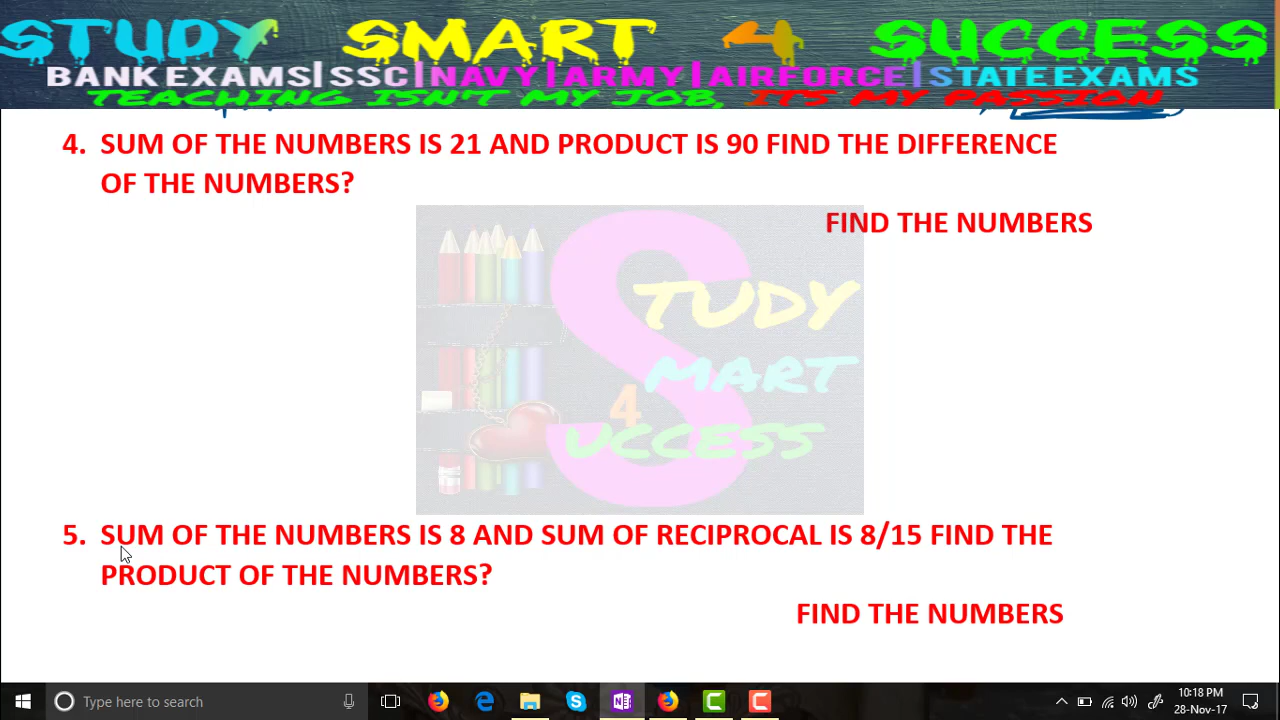 STUDY SMART 4 SUCCESS
BANK EXAMS|SSC|NAVY|ARMY|AIRFORCE|STATE EXAMS
TEACHING ISN'T MY JOB, IT'S MY PASSION
4. SUM OF THE NUMBERS IS 21 AND PRODUCT IS 90 FIND THE DIFFERENCE
OF THE NUMBERS?
FIND THE NUMBERS
STUDY
SMART
4
SUCCESS
5. SUM OF THE NUMBERS IS 8 AND SUM OF RECIPROCAL IS 8/15 FIND THE
PRODUCT OF THE NUMBERS?
FIND THE NUMBERS
Type here to search
10:18 PM
28-Nov-17